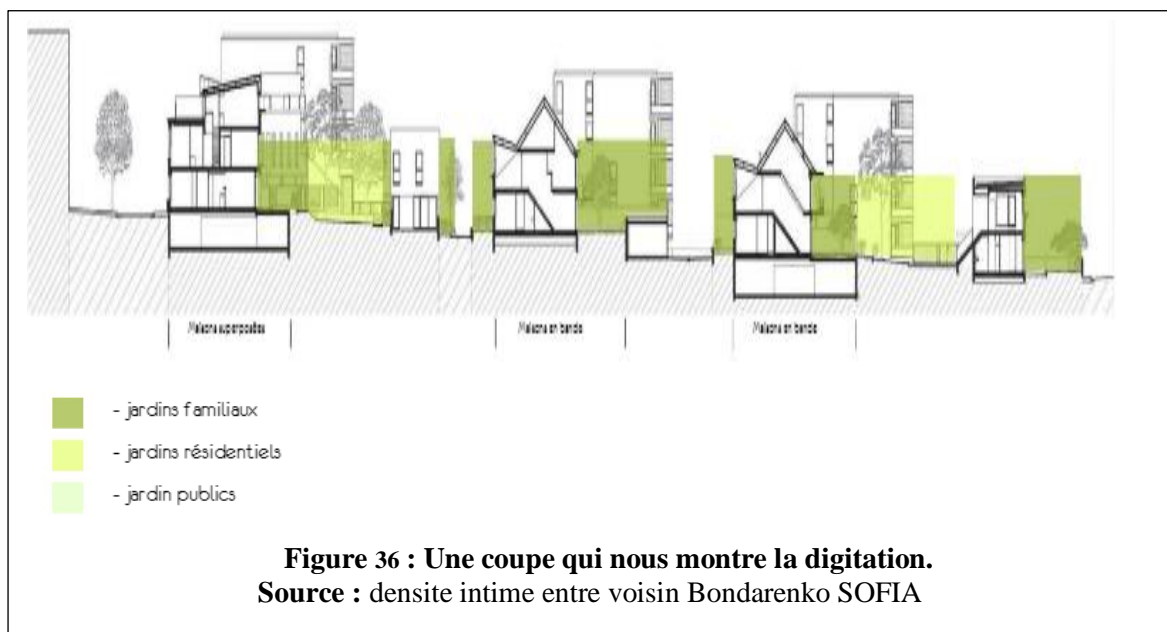 Maisons superposées
Maisons en bande
Maisons en bande
- jardins familiaux
- jardins résidentiels
- jardin publics
Figure 36 : Une coupe qui nous montre la digitation.
Source : densite intime entre voisin Bondarenko SOFIA